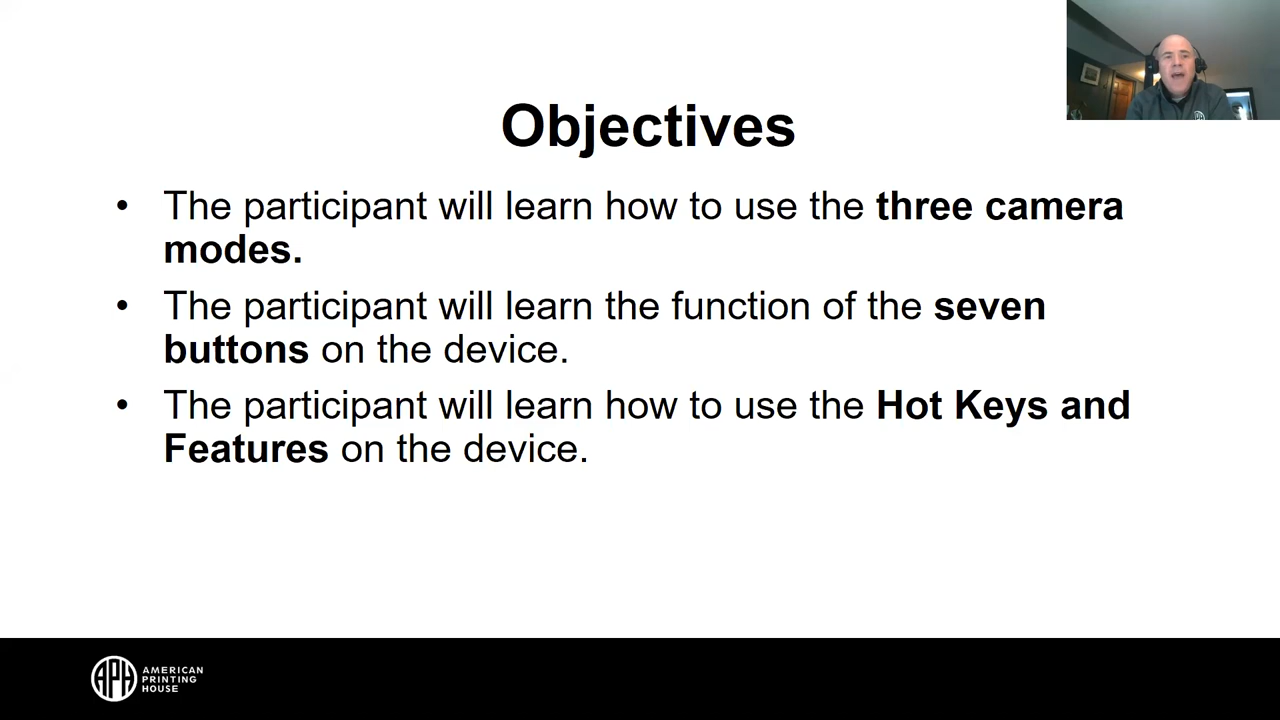 Objectives
• The participant will learn how to use the three camera
modes.
• The participant will learn the function of the seven
buttons on the device.
• The participant will learn how to use the Hot Keys and
Features on the device.
APH
AMERICAN
PRINTING
HOUSE